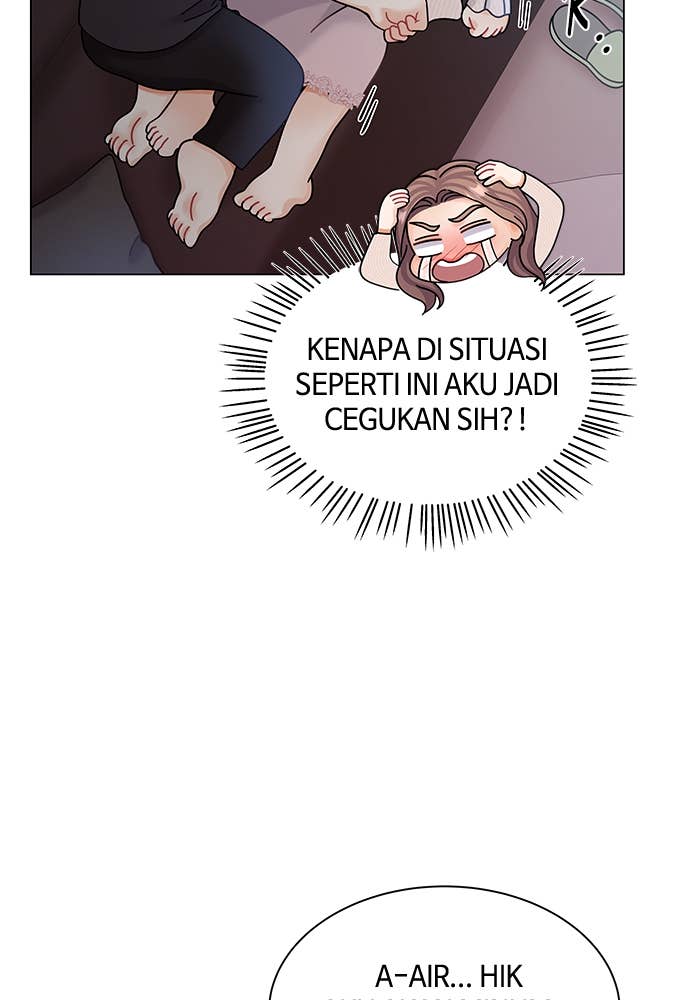 K...
KENAPA DI SITUASI
SEPERTI INI AKU JADI
CEGUKAN SIH?!
A-AIR... HIK